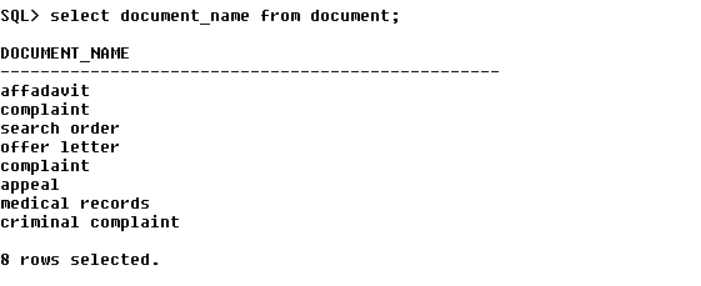 SQL> select document_name from document;
DOCUMENT_NAME
--------------------------------------------------
affadavit
complaint
search order
offer letter
complaint
appeal
medical records
criminal complaint
8 rows selected.